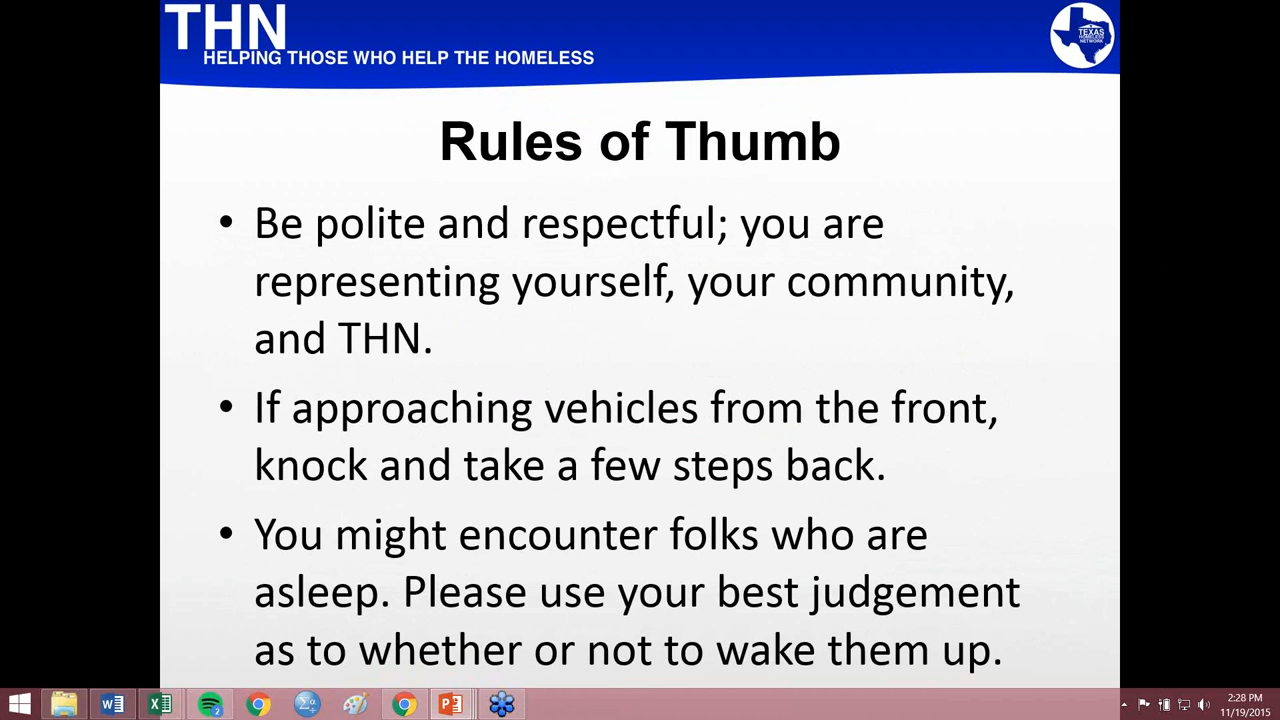 THN
HELPING THOSE WHO HELP THE HOMELESS
TEXAS
HOMELESS
NETWORK
Rules of Thumb
• Be polite and respectful; you are
representing yourself, your community,
and THN.
• If approaching vehicles from the front,
knock and take a few steps back.
• You might encounter folks who are
asleep. Please use your best judgement
as to whether or not to wake them up.
2:28 PM
11/19/2015